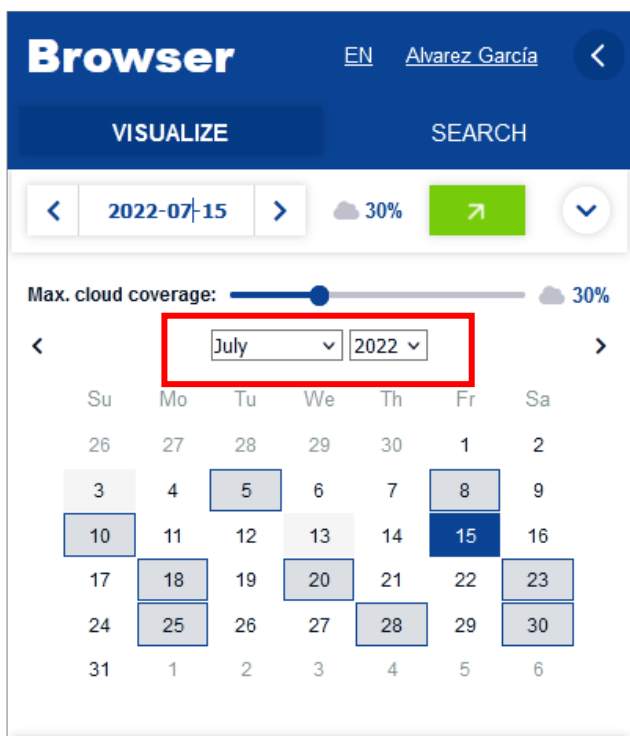 Browser EN Alvarez García
VISUALIZE SEARCH
2022-07-15 30%
Max. cloud coverage: 30%
July 2022
Su Mo Tu We Th Fr Sa
26 27 28 29 30 1 2
3 4 5 6 7 8 9
10 11 12 13 14 15 16
17 18 19 20 21 22 23
24 25 26 27 28 29 30
31 1 2 3 4 5 6